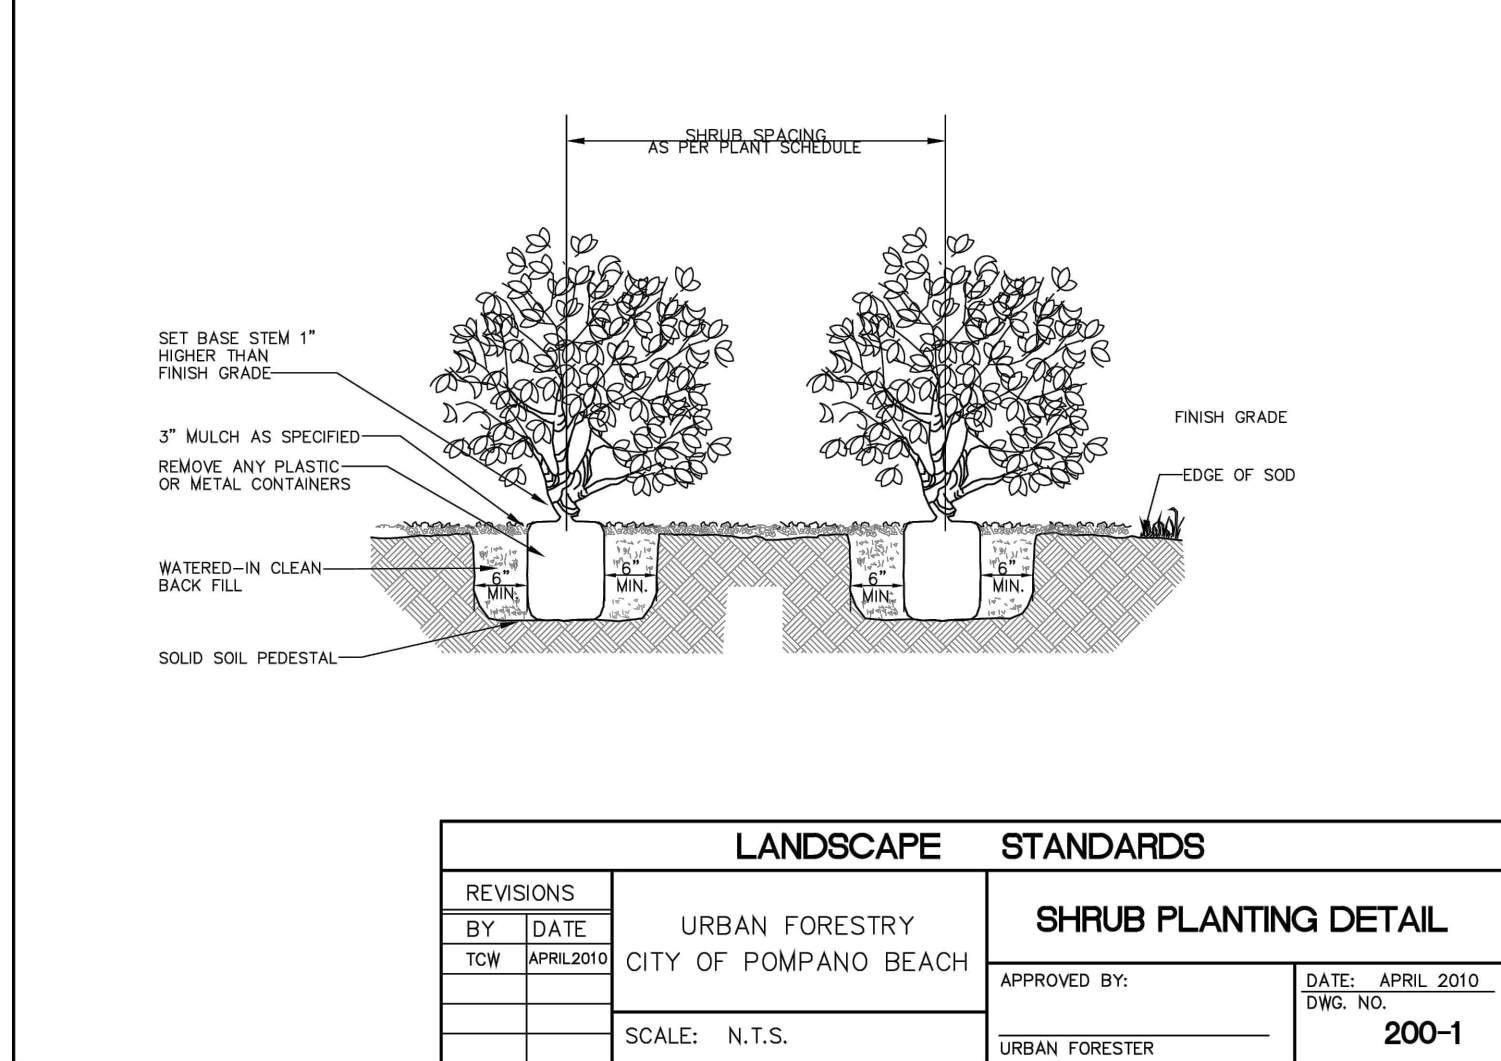 SHRUB SPACING
AS PER PLANT SCHEDULE
SET BASE STEM 1"
HIGHER THAN
FINISH GRADE
3" MULCH AS SPECIFIED
REMOVE ANY PLASTIC
OR METAL CONTAINERS
WATERED-IN CLEAN
BACK FILL
SOLID SOIL PEDESTAL
6"
MIN.
6"
MIN.
6"
MIN.
6"
MIN.
FINISH GRADE
EDGE OF SOD
LANDSCAPE STANDARDS
REVISIONS
BY DATE
TCW APRIL2010
URBAN FORESTRY
CITY OF POMPANO BEACH
SCALE: N.T.S.
SHRUB PLANTING DETAIL
APPROVED BY:
URBAN FORESTER
DATE: APRIL 2010
DWG. NO.
200-1